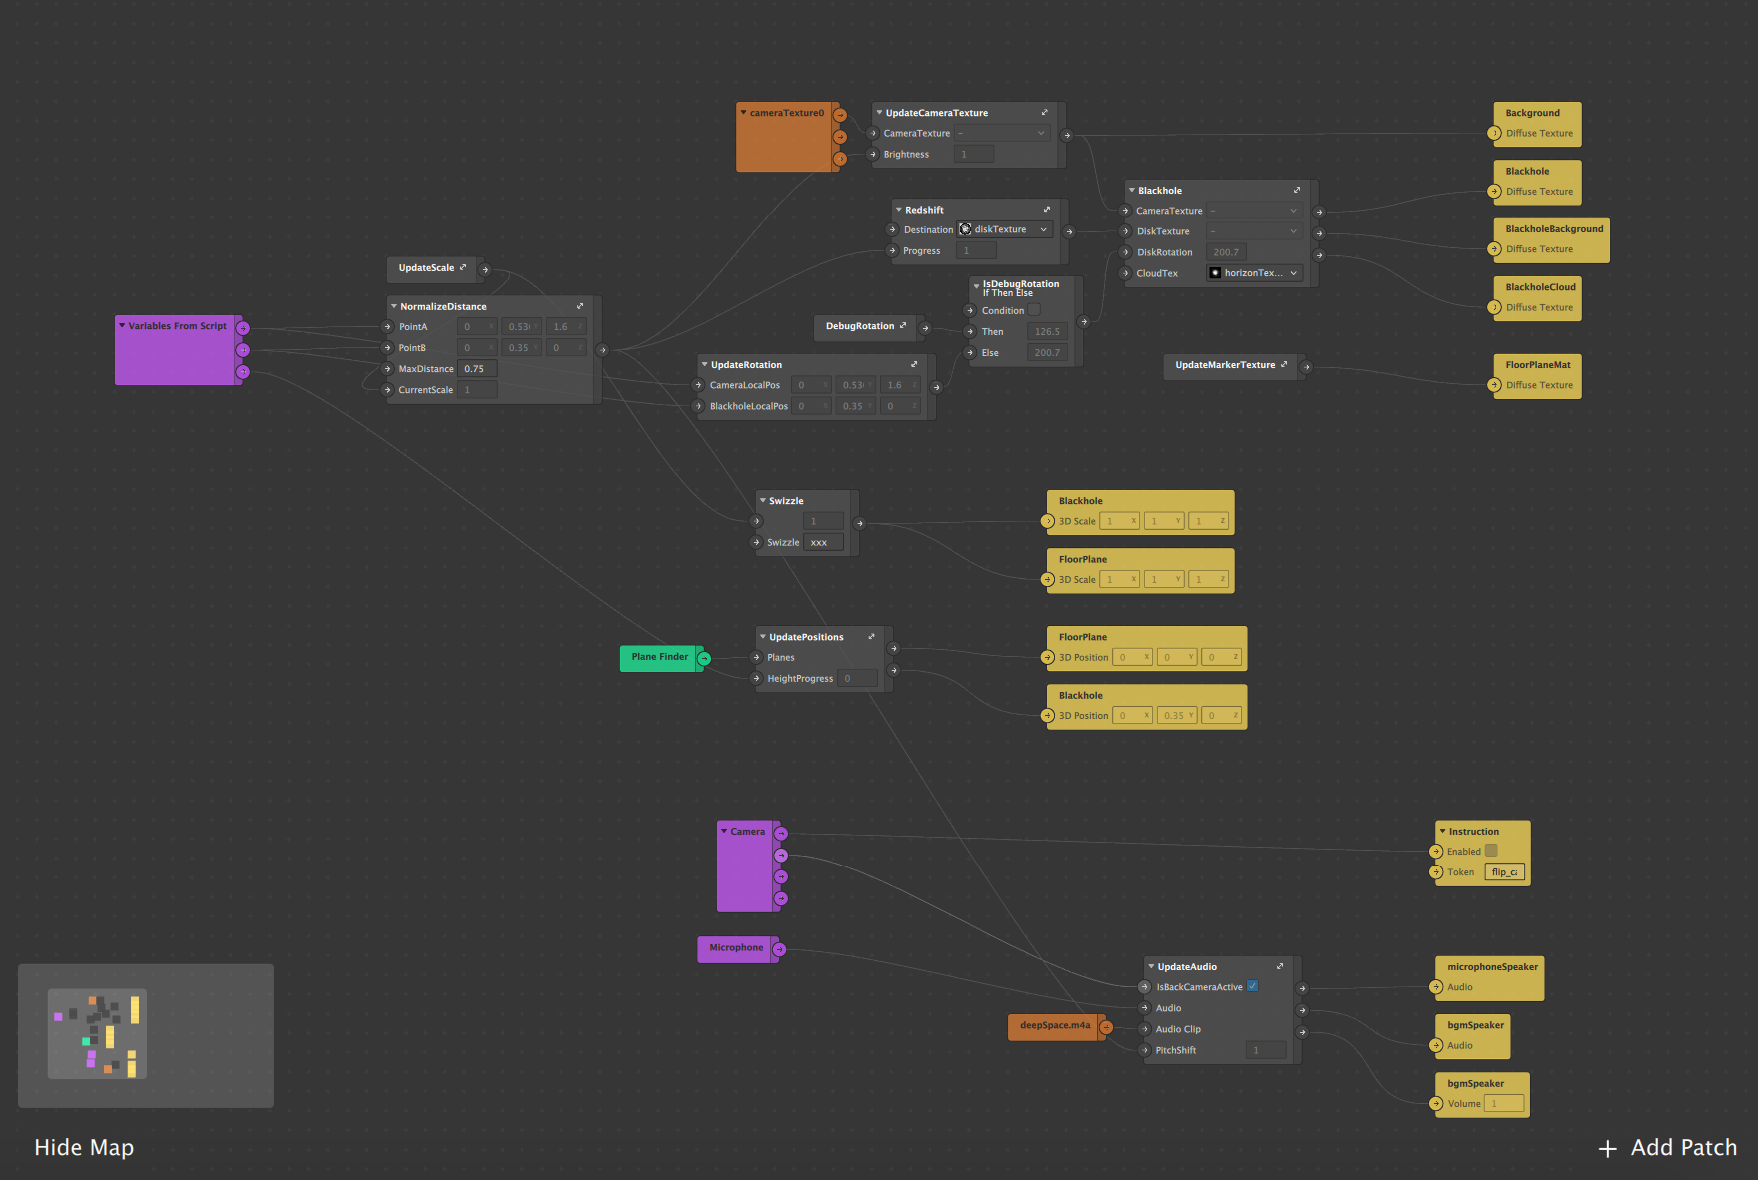 cameraTexture0
UpdateCameraTexture
CameraTexture –
Brightness 1
Background
Diffuse Texture
Blackhole
Diffuse Texture
BlackholeBackground
Diffuse Texture
BlackholeCloud
Diffuse Texture
Blackhole
CameraTexture –
DiskTexture –
DiskRotation 200.7
CloudTex horizonTex...
Redshift
Destination diskTexture
Progress 1
UpdateScale
NormalizeDistance
PointA 0 X 0.53 Y 1.6 Z
PointB 0 X 0.35 Y 0 Z
MaxDistance 0.75
CurrentScale 1
Variables From Script
IsDebugRotation
If Then Else
Condition
Then 126.5
Else 200.7
DebugRotation
UpdateRotation
CameraLocalPos 0 X 0.53 Y 1.6 Z
BlackholeLocalPos 0 X 0.35 Y 0 Z
UpdateMarkerTexture
FloorPlaneMat
Diffuse Texture
Swizzle
1
Swizzle xxx
Blackhole
3D Scale 1 X 1 Y 1 Z
FloorPlane
3D Scale 1 X 1 Y 1 Z
Plane Finder
UpdatePositions
Planes
HeightProgress 0
FloorPlane
3D Position 0 X 0 Y 0 Z
Blackhole
3D Position 0 X 0.35 Y 0 Z
Camera
Instruction
Enabled
Token flip_ca
Microphone
UpdateAudio
IsBackCameraActive
Audio
Audio Clip
PitchShift 1
deepSpace.m4a
microphoneSpeaker
Audio
bgmSpeaker
Audio
bgmSpeaker
Volume 1
Hide Map
+ Add Patch